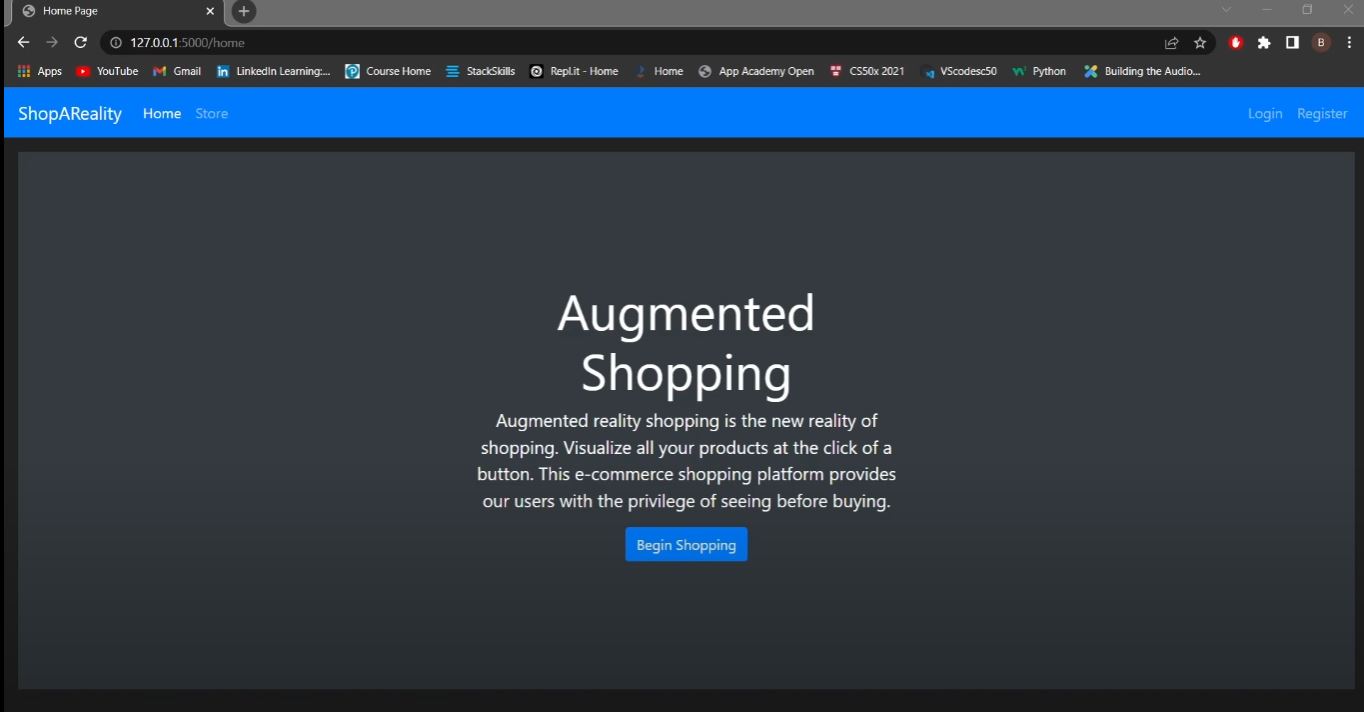 Home Page
127.0.0.1:5000/home
B
Apps YouTube Gmail LinkedIn Learning:... Course Home StackSkills Repl.it - Home Home App Academy Open CS50x 2021 VScodesc50 Python Building the Audio...
ShopAReality Home Store Login Register
Augmented
Shopping
Augmented reality shopping is the new reality of
shopping. Visualize all your products at the click of a
button. This e-commerce shopping platform provides
our users with the privilege of seeing before buying.
Begin Shopping